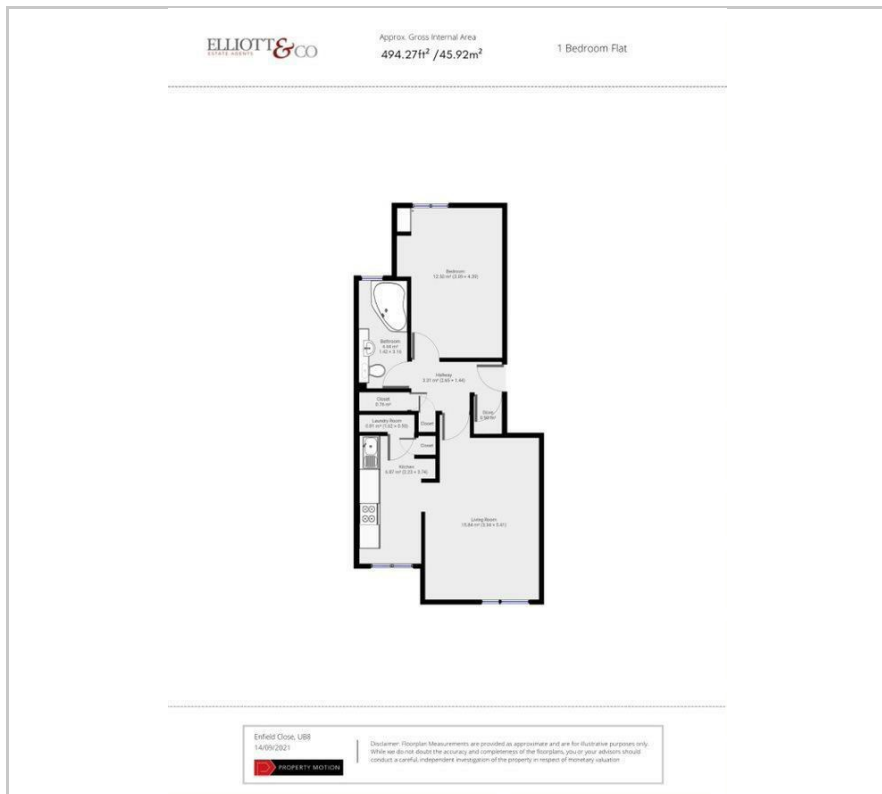 ELLIOTT & CO
ESTATE AGENTS
Approx. Gross Internal Area
494.27ft² /45.92m²
1 Bedroom Flat
Bedroom
Bathroom
Hallway
Closet
Store
Laundry Room
Closet
Closet
Kitchen
Living Room
Enfield Close, UB8
14/09/2021
PROPERTY MOTION
Disclaimer: Floorplan Measurements are provided as approximate and are for illustrative purposes only.
While we do not doubt the accuracy and completeness of the floorplans, you or your advisors should
conduct a careful, independent investigation of the property in respect of monetary valuation